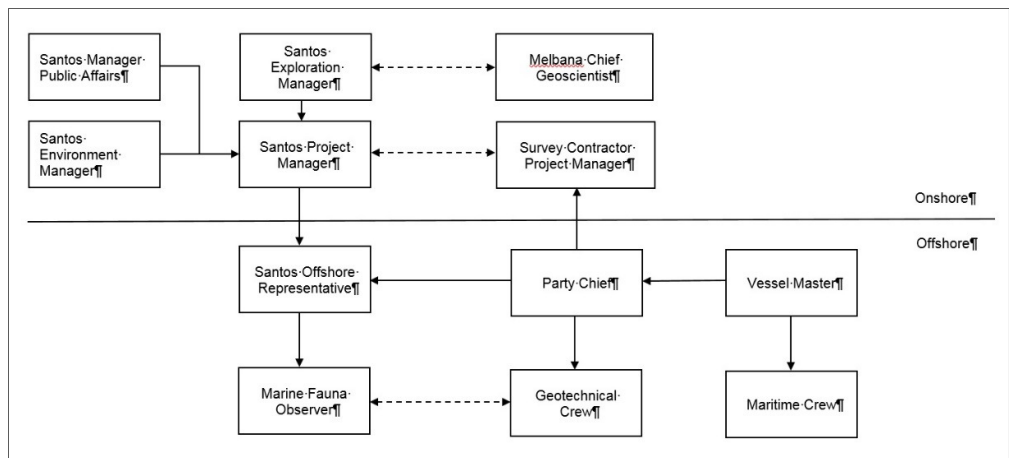 Santos·Manager·
Public·Affairs¶
Santos·
Exploration·
Manager¶
Melbana·Chief·
Geoscientist¶
Santos·
Environment·
Manager¶
Santos·Project·
Manager¶
Survey·Contractor·
Project·Manager¶
Onshore¶
Offshore¶
Santos·Offshore·
Representative¶
Party·Chief¶
Vessel·Master¶
Marine·Fauna·
Observer¶
Geotechnical·
Crew¶
Maritime·Crew¶